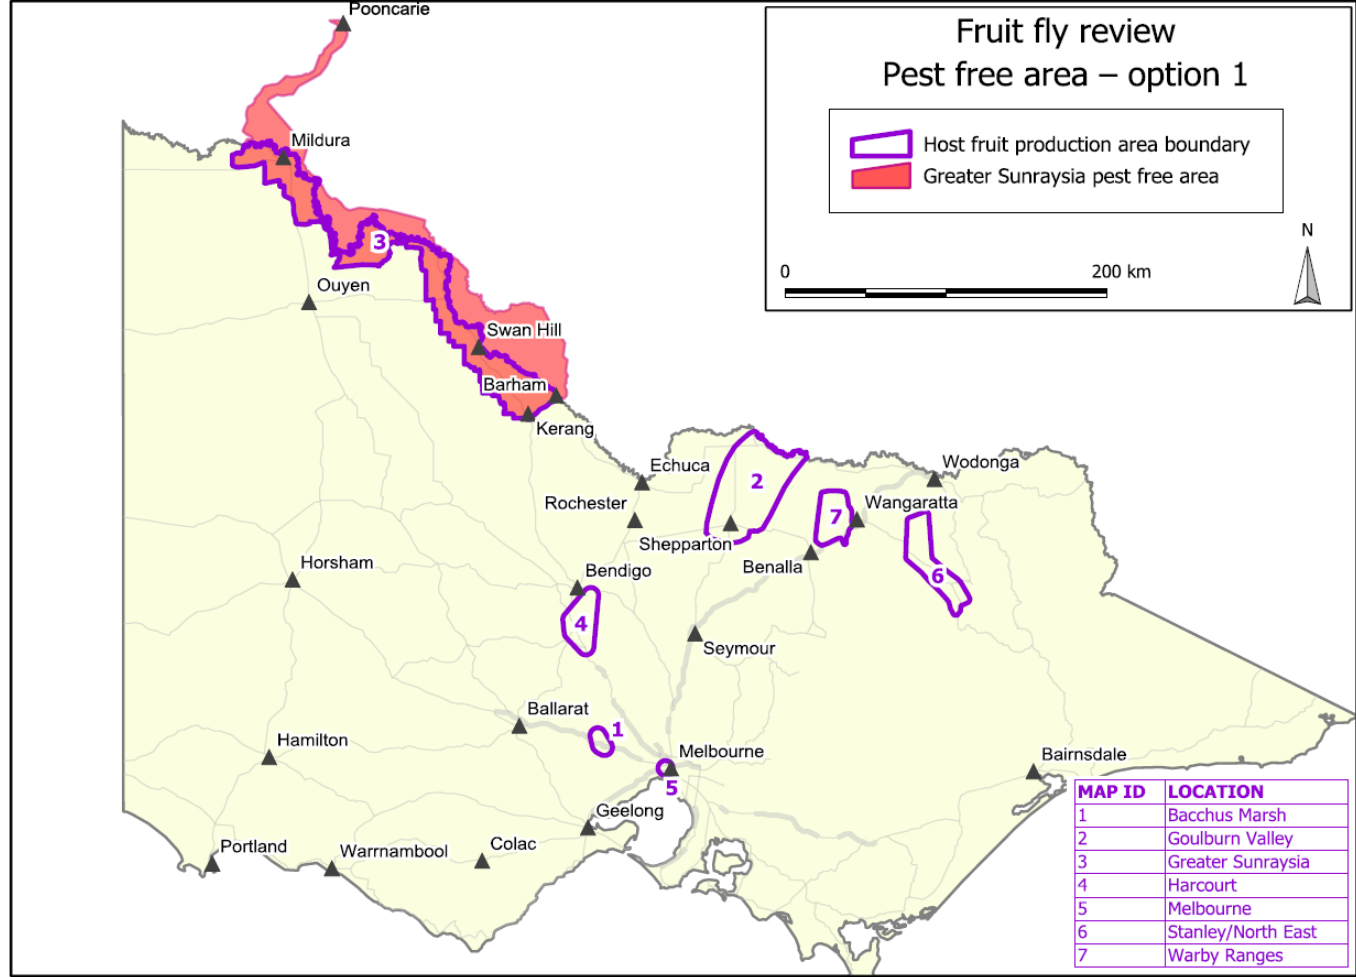 Pooncarie
Fruit fly review
Pest free area – option 1
Host fruit production area boundary
Greater Sunraysia pest free area
N
0 200 km
Mildura
3
Ouyen
Swan Hill
Barham
Kerang
Echuca
2
Wodonga
Rochester
7
Wangaratta
Shepparton
Benalla
Horsham
Bendigo
6
4
Seymour
Ballarat
1
Hamilton
Melbourne
5
Bairnsdale
Geelong
Portland
Warrnambool
Colac
MAP ID LOCATION
1 Bacchus Marsh
2 Goulburn Valley
3 Greater Sunraysia
4 Harcourt
5 Melbourne
6 Stanley/North East
7 Warby Ranges